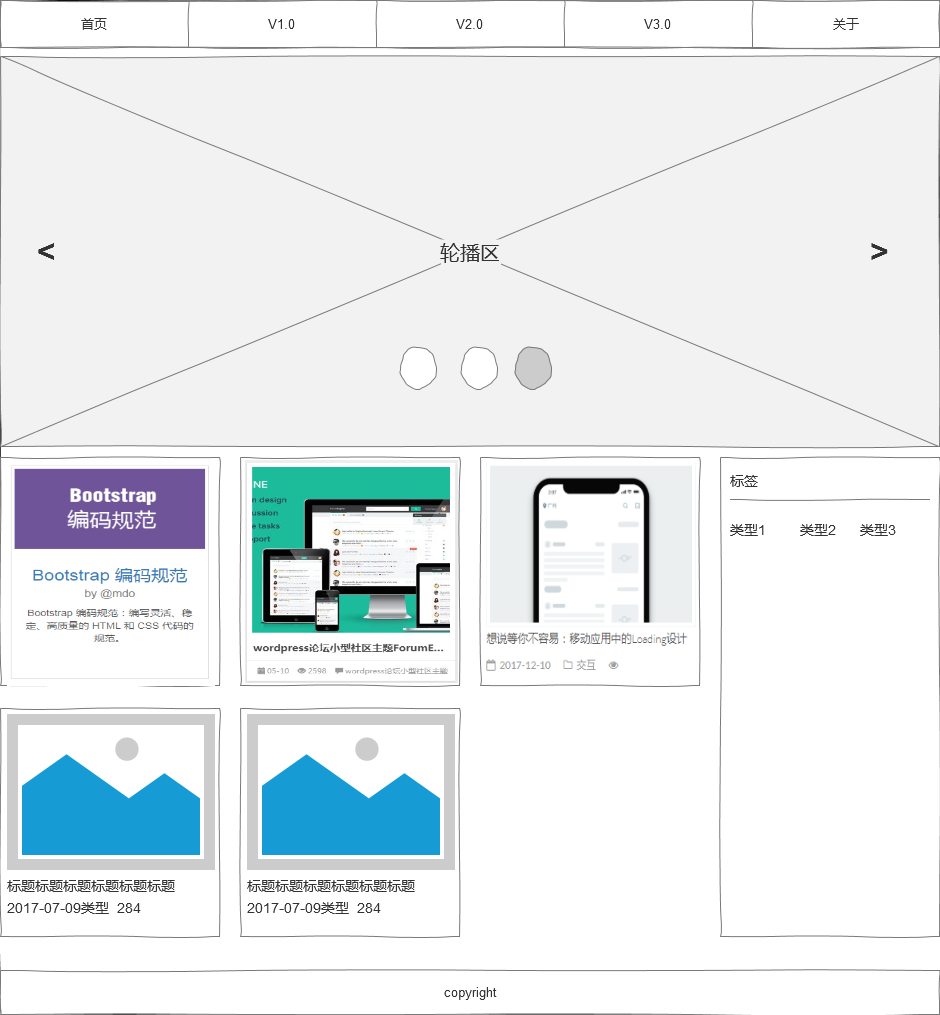 首页
V1.0
V2.0
V3.0
关于
<
轮播区
>
Bootstrap
编码规范
Bootstrap 编码规范
by @mdo
Bootstrap 编码规范：编写灵活、稳
定、高质量的 HTML 和 CSS 代码的
规范。
NE
n design
ussion
e tasks
pport
wordpress论坛小型社区主题ForumE...
05-10 2598 wordpress论坛小型社区主题
想说等你不容易：移动应用中的Loading设计
2017-12-10 交互
标签
类型1 类型2 类型3
标题标题标题标题标题标题
2017-07-09类型 284
标题标题标题标题标题标题
2017-07-09类型 284
copyright